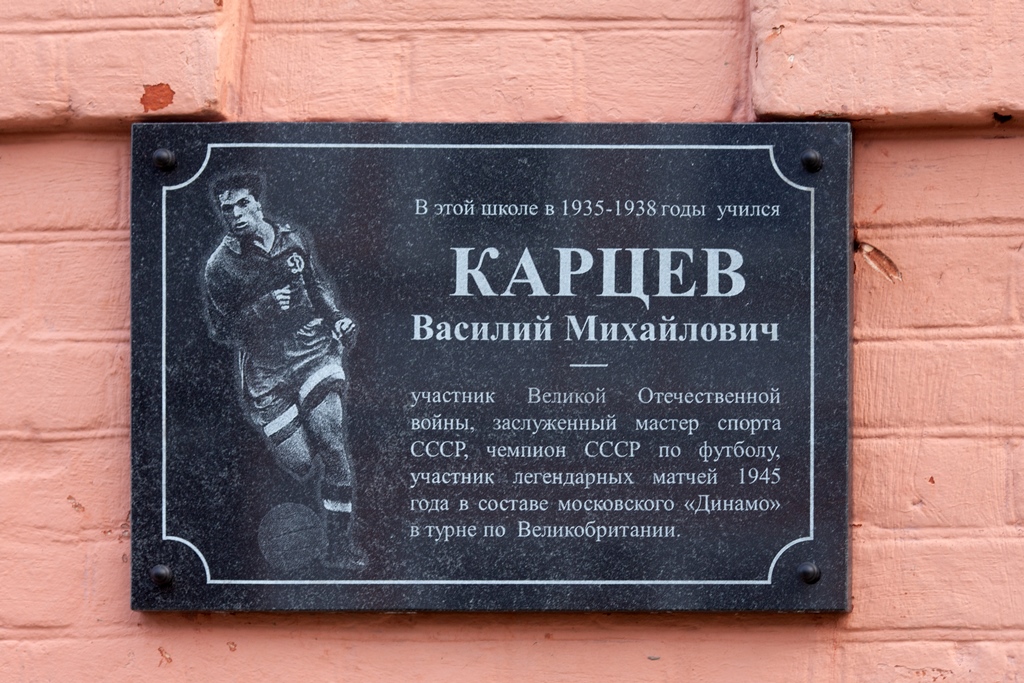 В этой школе в 1935-1938 годы учился
КАРЦЕВ
Василий Михайлович
участник Великой Отечественной
войны, заслуженный мастер спорта
СССР, чемпион СССР по футболу,
участник легендарных матчей 1945
года в составе московского «Динамо»
в турне по Великобритании.